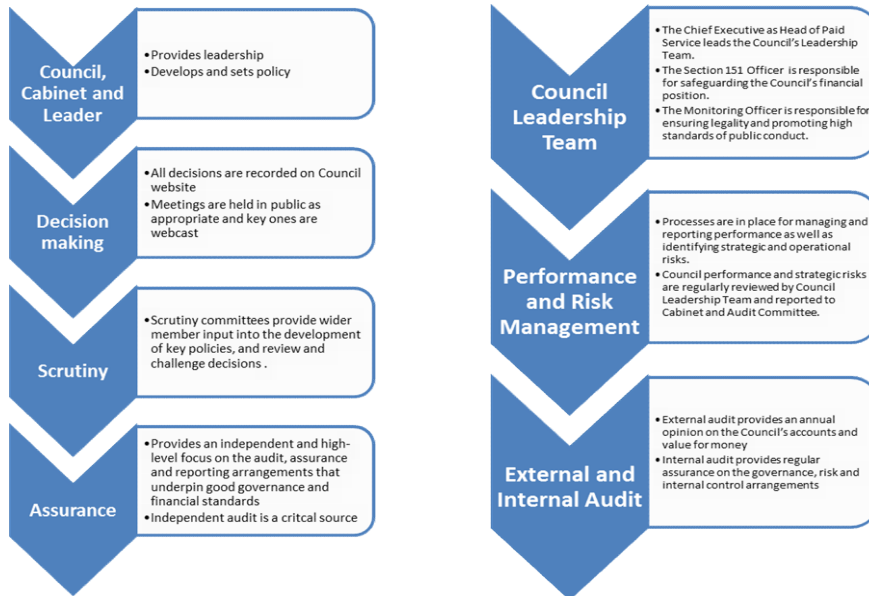 Council,
Cabinet and
Leader
•Provides leadership
•Develops and sets policy
Decision
making
•All decisions are recorded on Council
website
•Meetings are held in public as
appropriate and key ones are
webcast
Scrutiny
•Scrutiny committees provide wider
member input into the development
of key policies, and review and
challenge decisions .
Assurance
•Provides an independent and high-
level focus on the audit, assurance
and reporting arrangements that
underpin good governance and
financial standards
•Independent audit is a critcal source
Council
Leadership
Team
•The Chief Executive as Head of Paid
Service leads the Council's Leadership
Team.
•The Section 151 Officer is responsible
for safeguarding the Council's financial
position.
•The Monitoring Officer is responsible for
ensuring legality and promoting high
standards of public conduct.
Performance
and Risk
Management
•Processes are in place for managing and
reporting performance as well as
identifying strategic and operational
risks.
•Council performance and strategic risks
are regularly reviewed by Council
Leadership Team and reported to
Cabinet and Audit Committee.
External and
Internal Audit
•External audit provides an annual
opinion on the Council's accounts and
value for money
•Internal audit provides regular
assurance on the governance, risk and
internal control arrangements